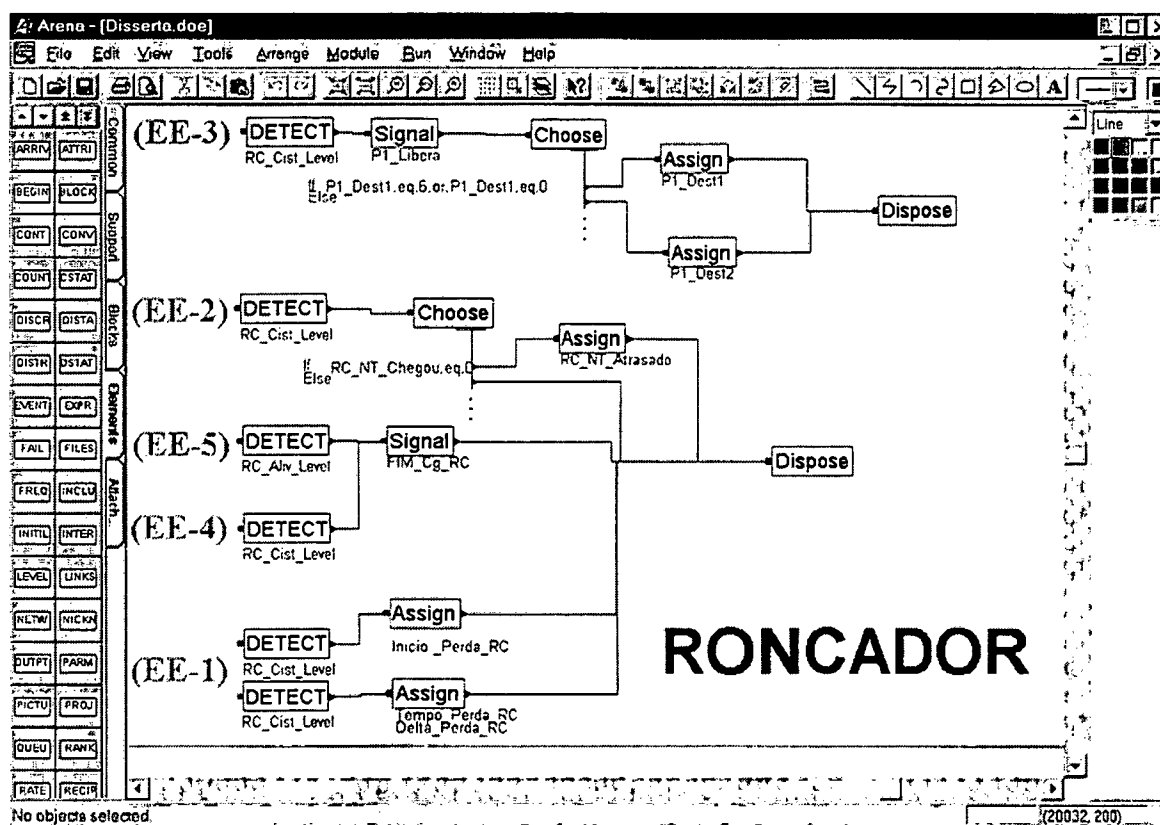 Arena - [Disserta.doe]
File Edit View Tools Arrange Module Run Window Help
Line
Common
Support
Blocks
Elements
Attach...
ARRIV ATTRI
BEGIN BLOCK
CONT CONV
COUNT CSTAT
DISCR DISTA
DISTR DSTAT
EVENT EXPR
FAIL FILES
FREQ INCLU
INITIL INTER
LEVEL LINKS
NETW NICKN
OUTPT PARM
PICTU PROJ
QUEU RANK
RATE RECIP
(EE-3) DETECT Signal Choose
RC_Cist_Level P1_Libera
If P1_Dest1.eq.6.or.P1_Dest1.eq.0
Else
Assign
P1_Dest1
Dispose
Assign
P1_Dest2
(EE-2) DETECT Choose
RC_Cist_Level
If RC_NT_Chegou.eq.0
Else
Assign
RC_NT_Atrasado
(EE-5) DETECT Signal
RC_Aliv_Level FIM_Cg_RC
Dispose
(EE-4) DETECT
RC_Cist_Level
Assign
Inicio _Perda_RC
(EE-1) DETECT
RC_Cist_Level
DETECT Assign
RC_Cist_Level Tempo_Perda_RC
Delta_Perda_RC
RONCADOR
No objects selected.
(20032, 200)